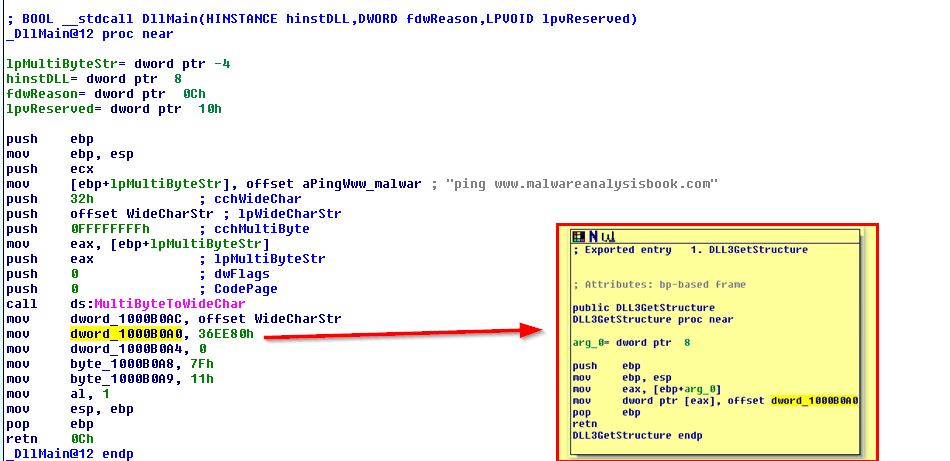 ; BOOL __stdcall DllMain(HINSTANCE hinstDLL,DWORD fdwReason,LPVOID lpvReserved)
_DllMain@12 proc near
lpMultiByteStr= dword ptr -4
hinstDLL= dword ptr  8
fdwReason= dword ptr  0Ch
lpvReserved= dword ptr  10h
push    ebp
mov     ebp, esp
push    ecx
mov     [ebp+lpMultiByteStr], offset aPingWww_malwar ; "ping www.malwareanalysisbook.com"
push    32h             ; cchWideChar
push    offset WideCharStr ; lpWideCharStr
push    0FFFFFFFFh      ; cchMultiByte
mov     eax, [ebp+lpMultiByteStr]
push    eax             ; lpMultiByteStr
push    0               ; dwFlags
push    0               ; CodePage
call    ds:MultiByteToWideChar
mov     dword_1000B0AC, offset WideCharStr
mov     dword_1000B0A0, 36EE80h
mov     dword_1000B0A4, 0
mov     byte_1000B0A8, 7Fh
mov     byte_1000B0A9, 11h
mov     al, 1
mov     esp, ebp
pop     ebp
retn    0Ch
_DllMain@12 endp
; Exported entry   1. DLL3GetStructure
; Attributes: bp-based frame
public DLL3GetStructure
DLL3GetStructure proc near
arg_0= dword ptr  8
push    ebp
mov     ebp, esp
mov     eax, [ebp+arg_0]
mov     dword ptr [eax], offset dword_1000B0A0
pop     ebp
retn
DLL3GetStructure endp